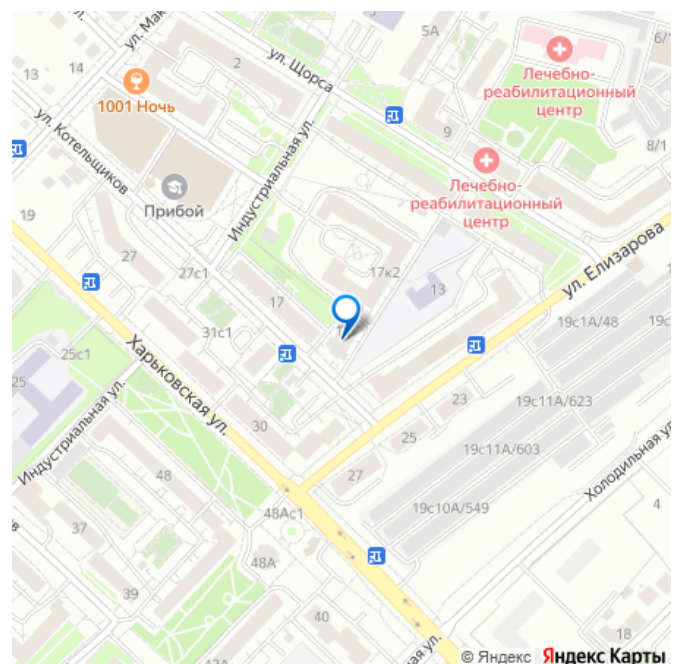 ул. Мак
5А
6/1
2
ул. Щорса
Лечебно-
реабилитационный
центр
13
14
1001 Ночь
9
8/1
ул. Котельщиков
Индустриальная ул.
Лечебно-
реабилитационный
центр
Прибой
19
27
27с1
17к2
ул. Елизарова
13
17
31с1
19с1А/48
19с
25с1
Харьковская ул.
25
Индустриальная ул.
23
19с11А/623
30
25
19с11А/603
Холодильная ул.
48
27
4
19с10А/549
48Ас1
37
48А
39
40
18
© Яндекс Яндекс Карты